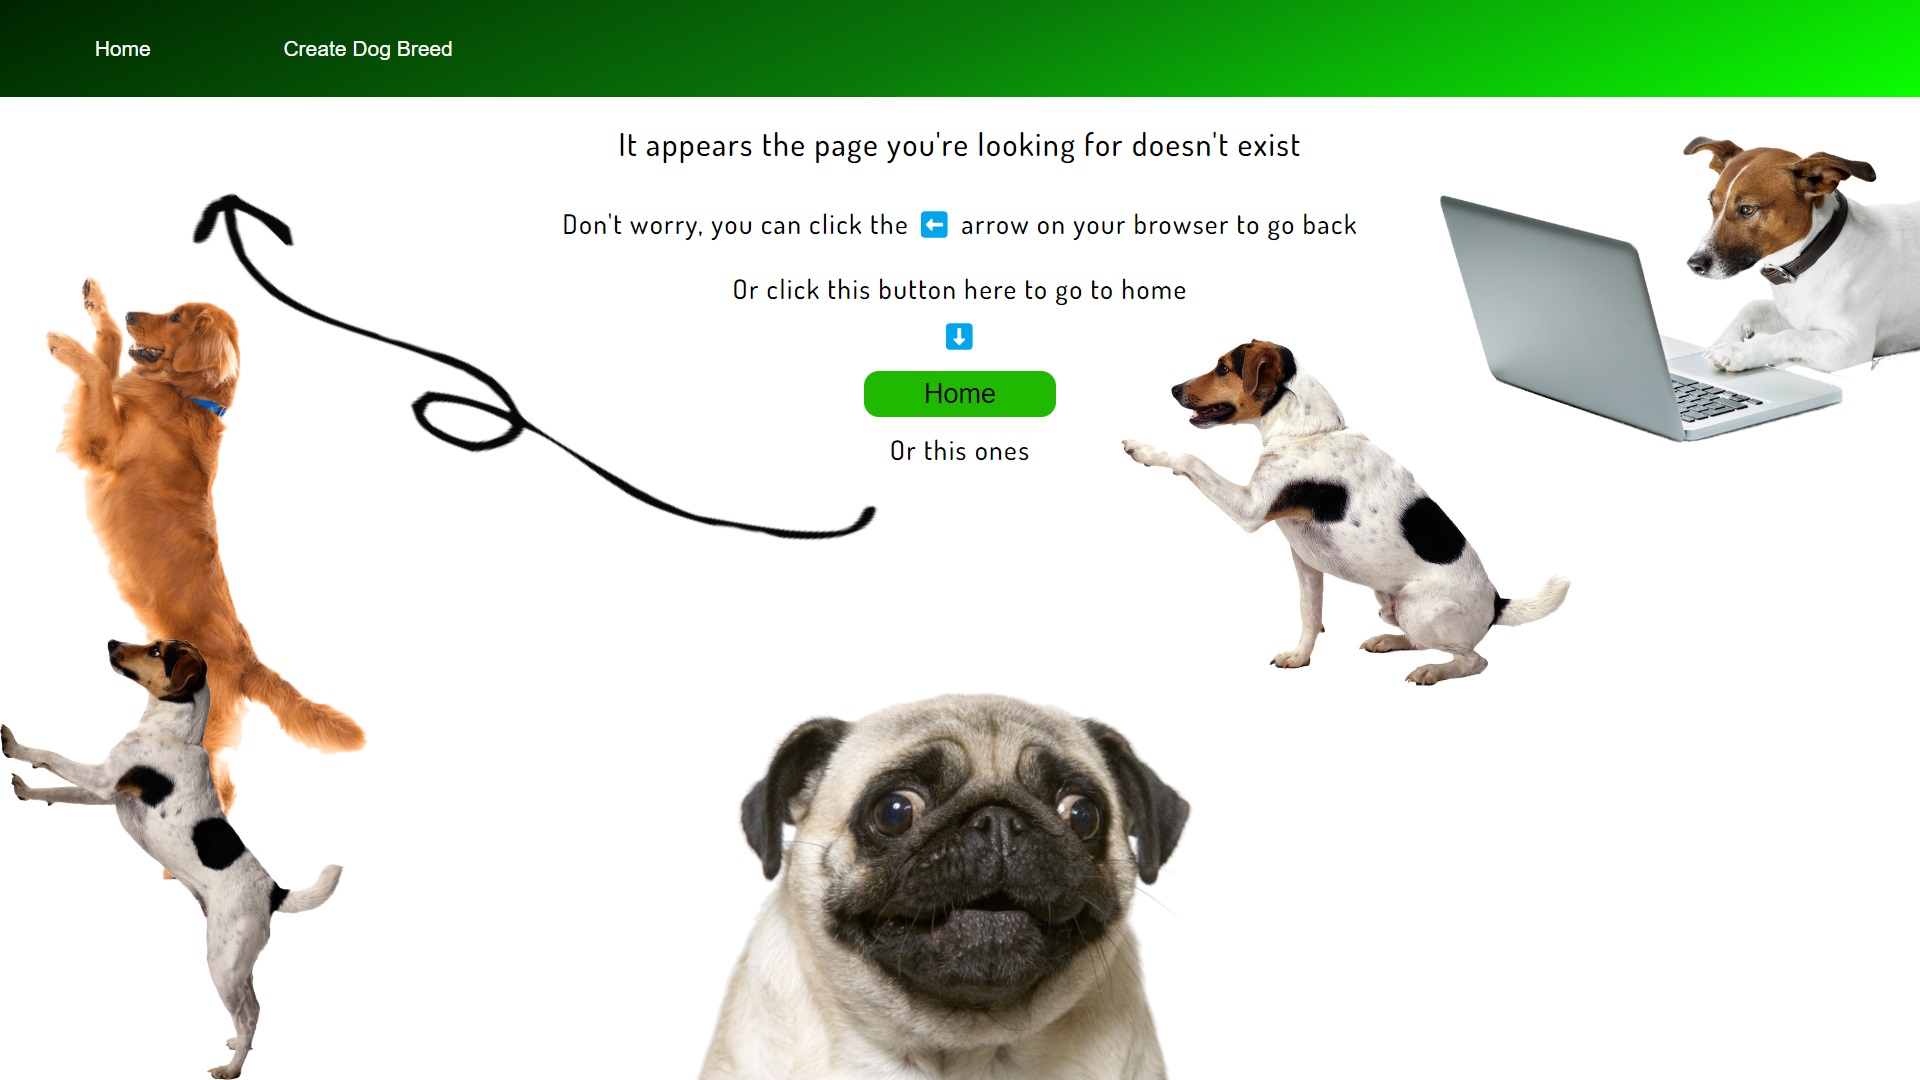 Home
Create Dog Breed
It appears the page you're looking for doesn't exist
Don't worry, you can click the ⬅ arrow on your browser to go back
Or click this button here to go to home
⬇
Home
Or this ones